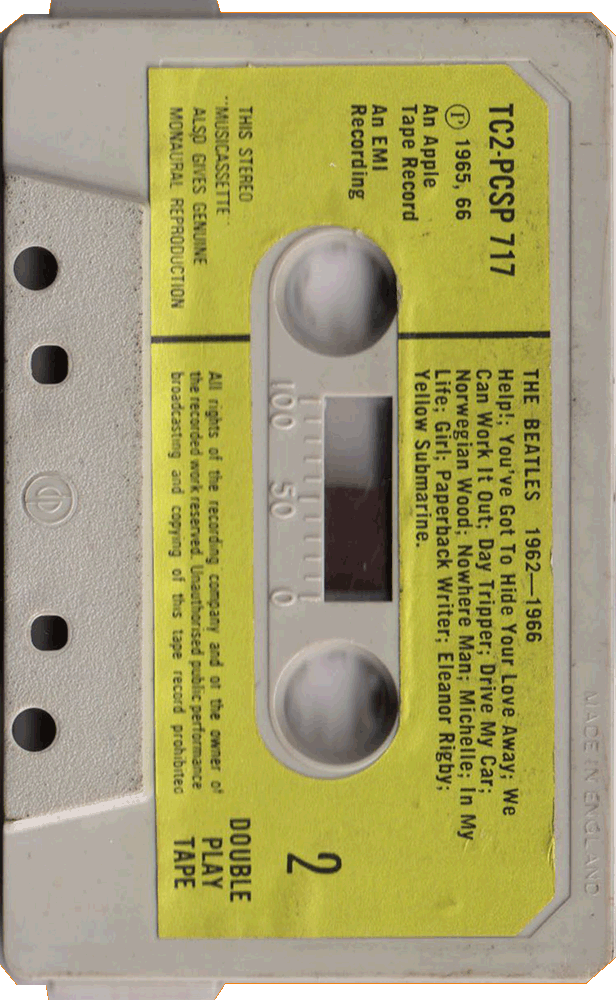 TC2-PCSP 717
Ⓟ 1965, 66
An Apple
Tape Record
An EMI
Recording
THIS STEREO
"MUSICASSETTE"
ALSO GIVES GENUINE
MONAURAL REPRODUCTION
THE BEATLES 1962—1966
Help!; You've Got To Hide Your Love Away; We
Can Work It Out; Day Tripper; Drive My Car;
Norwegian Wood; Nowhere Man; Michelle; In My
Life; Girl; Paperback Writer; Eleanor Rigby;
Yellow Submarine.
100 50 0
All rights of the recording company and of the owner of
the recorded work reserved. Unauthorised public performance
broadcasting and copying of this tape record prohibited
2
DOUBLE
PLAY
TAPE
MADE IN ENGLAND